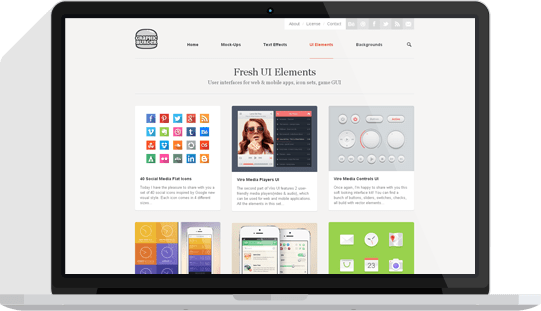 About License Contact
GRAPHIC
BURGER
Home Mock-Ups Text Effects UI Elements Backgrounds
Fresh UI Elements
User interfaces for web & mobile apps, icon sets, game GUI
40 Social Media Flat Icons
Today I have the pleasure to share with you a
set of 40 social icons inspired by Google new
visual style. Each icon comes in 4 different
sizes...
Vire Media Players UI
The second part of Vire UI features 2 user
friendly media players (video & audio), which
can be used for web and mobile applications.
All the elements in this set...
Vire Media Controls UI
Once again, I'm happy to share with you this
soft looking interface kit! You can find a
bunch of buttons, sliders, switches, checks,
all build with vector elements...
23